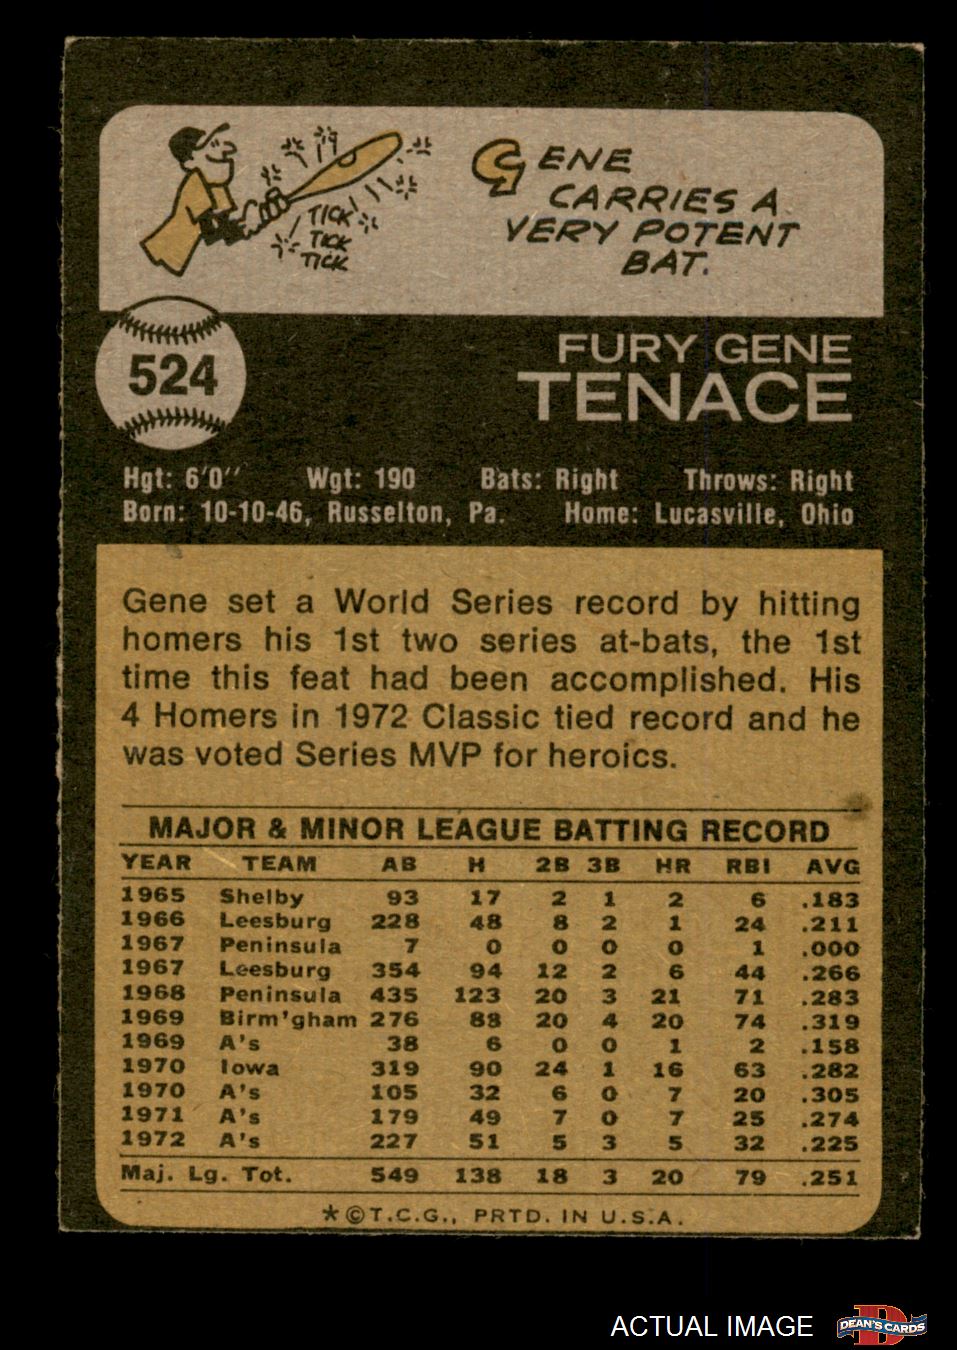 TICK
TICK
TICK
GENE
CARRIES A
VERY POTENT
BAT.
524
FURY GENE
TENACE
Hgt: 6'0'' Wgt: 190 Bats: Right Throws: Right
Born: 10-10-46, Russelton, Pa. Home: Lucasville, Ohio
Gene set a World Series record by hitting
homers his 1st two series at-bats, the 1st
time this feat had been accomplished. His
4 Homers in 1972 Classic tied record and he
was voted Series MVP for heroics.
MAJOR & MINOR LEAGUE BATTING RECORD
YEAR TEAM AB H 2B 3B HR RBI AVG
1965 Shelby 93 17 2 1 2 6 .183
1966 Leesburg 228 48 8 2 1 24 .211
1967 Peninsula 7 0 0 0 0 1 .000
1967 Leesburg 354 94 12 2 6 44 .266
1968 Peninsula 435 123 20 3 21 71 .283
1969 Birm'gham 276 88 20 4 20 74 .319
1969 A's 38 6 0 0 1 2 .158
1970 Iowa 319 90 24 1 16 63 .282
1970 A's 105 32 6 0 7 20 .305
1971 A's 179 49 7 0 7 25 .274
1972 A's 227 51 5 3 5 32 .225
Maj. Lg. Tot. 549 138 18 3 20 79 .251
*©T.C.G., PRTD. IN U.S.A.
ACTUAL IMAGE
D
DEAN'S CARDS